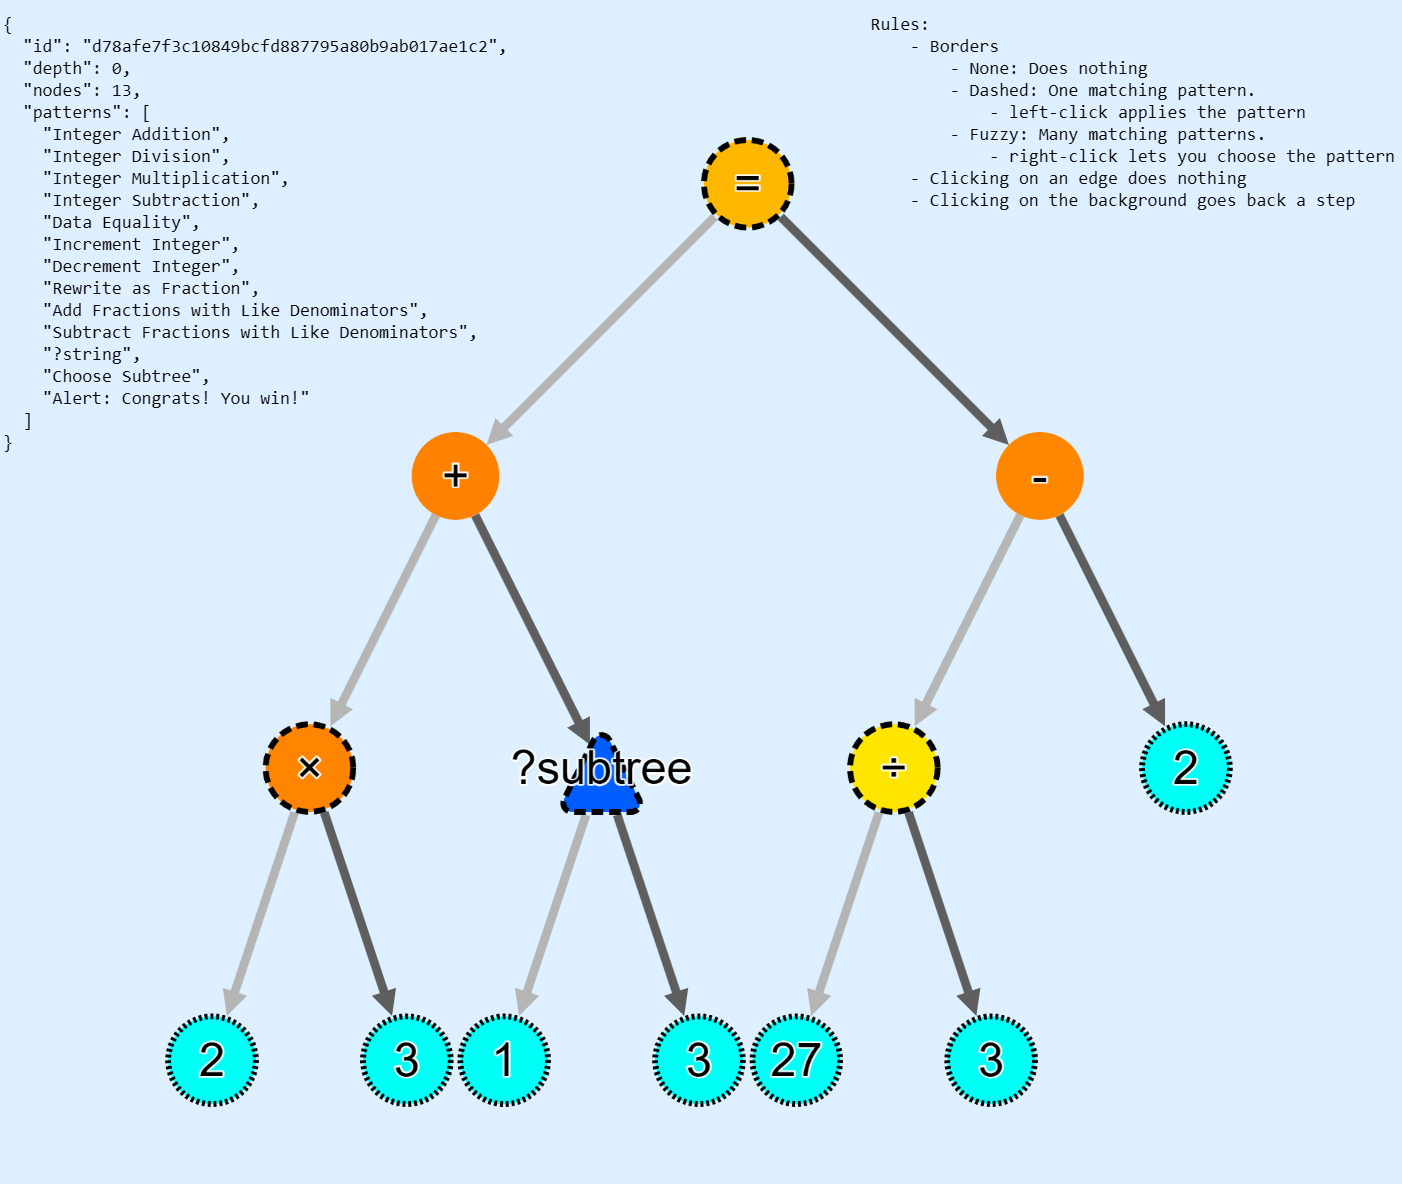 {
  "id": "d78afe7f3c10849bcfd887795a80b9ab017ae1c2",
  "depth": 0,
  "nodes": 13,
  "patterns": [
    "Integer Addition",
    "Integer Division",
    "Integer Multiplication",
    "Integer Subtraction",
    "Data Equality",
    "Increment Integer",
    "Decrement Integer",
    "Rewrite as Fraction",
    "Add Fractions with Like Denominators",
    "Subtract Fractions with Like Denominators",
    "?string",
    "Choose Subtree",
    "Alert: Congrats! You win!"
  ]
}
Rules:
    - Borders
        - None: Does nothing
        - Dashed: One matching pattern.
            - left-click applies the pattern
        - Fuzzy: Many matching patterns.
            - right-click lets you choose the pattern
    - Clicking on an edge does nothing
    - Clicking on the background goes back a step
=
+ -
× ?subtree ÷ 2
2 3 1 3 27 3